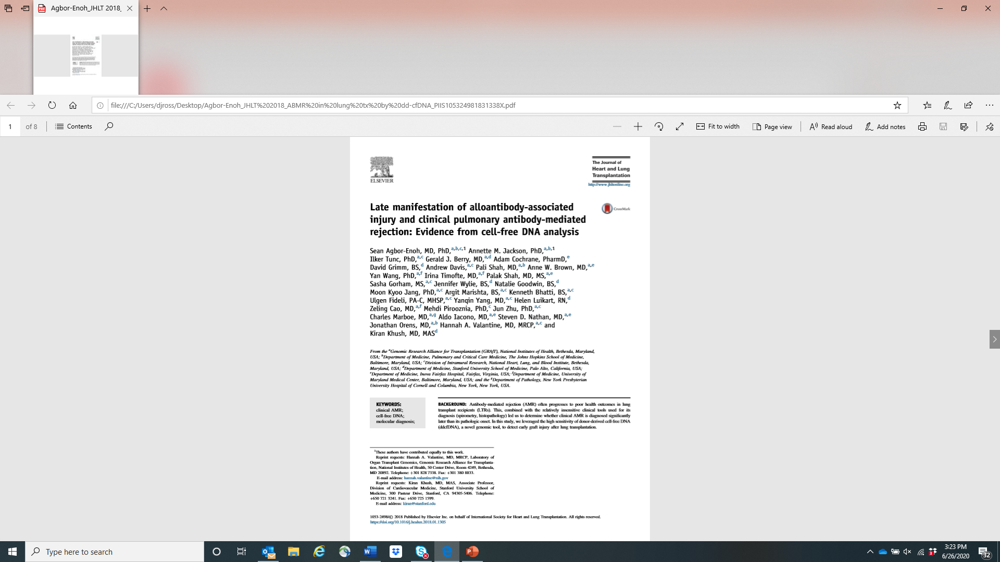 Agbor-Enoh_JHLT 2018_
file:///C:/Users/djross/Desktop/Agbor-Enoh_JHLT%202018_ABMR%20in%20lung%20tx%20by%20dd-cfDNA_PIIS105324981831338X.pdf
1 of 8 Contents Fit to width Page view Read aloud Add notes
ELSEVIER
The Journal of
Heart and Lung
Transplantation
http://www.jhltonline.org
Late manifestation of alloantibody-associated
injury and clinical pulmonary antibody-mediated
rejection: Evidence from cell-free DNA analysis
CrossMark
Sean Agbor-Enoh, MD, PhD,a,b,c,1 Annette M. Jackson, PhD,a,b,1
Ilker Tunc, PhD,a,c Gerald J. Berry, MD,a,d Adam Cochrane, PharmD,e
David Grimm, BS,d Andrew Davis,a,c Pali Shah, MD,a,b Anne W. Brown, MD,a,e
Yan Wang, PhD,a,f Irina Timofte, MD,a,f Palak Shah, MD, MS,a,e
Sasha Gorham, MS,a,c Jennifer Wylie, BS,d Natalie Goodwin, BS,d
Moon Kyoo Jang, PhD,a,c Argit Marishta, BS,a,c Kenneth Bhatti, BS,a,c
Ulgen Fideli, PA-C, MHSP,a,c Yanqin Yang, MD,a,c Helen Luikart, RN,d
Zeling Cao, MD,a,f Mehdi Pirooznia, PhD,c Jun Zhu, PhD,a,c
Charles Marboe, MD,a,g Aldo Iacono, MD,a,e Steven D. Nathan, MD,a,e
Jonathan Orens, MD,a,b Hannah A. Valantine, MD, MRCP,a,c and
Kiran Khush, MD, MASd
From the aGenomic Research Alliance for Transplantation (GRAfT), National Institutes of Health, Bethesda, Maryland,
USA; bDepartment of Medicine, Pulmonary and Critical Care Medicine, The Johns Hopkins School of Medicine,
Baltimore, Maryland, USA; cDivision of Intramural Research, National Heart, Lung, and Blood Institute, Bethesda,
Maryland, USA; dDepartment of Medicine, Stanford University School of Medicine, Palo Alto, California, USA;
eDepartment of Medicine, Inova Fairfax Hospital, Fairfax, Virginia, USA; fDepartment of Medicine, University of
Maryland Medical Center, Baltimore, Maryland, USA; and the gDepartment of Pathology, New York Presbyterian
University Hospital of Cornell and Columbia, New York, New York, USA.
KEYWORDS:
clinical AMR;
cell-free DNA;
molecular diagnosis;
BACKGROUND: Antibody-mediated rejection (AMR) often progresses to poor health outcomes in lung
transplant recipients (LTRs). This, combined with the relatively insensitive clinical tools used for its
diagnosis (spirometry, histopathology) led us to determine whether clinical AMR is diagnosed significantly
later than its pathologic onset. In this study, we leveraged the high sensitivity of donor-derived cell-free DNA
(ddcfDNA), a novel genomic tool, to detect early graft injury after lung transplantation.
1These authors have contributed equally to this work.
Reprint requests: Hannah A. Valantine, MD, MRCP, Laboratory of
Organ Transplant Genomics, Genomic Research Alliance for Transplanta-
tion, National Institutes of Health, 50 Center Drive, Room 4249, Bethesda,
MD 20892. Telephone: +301 828 7338. Fax: +301 380 8833.
E-mail address: hannah.valantine@nih.gov
Reprint requests: Kiran Khush, MD, MAS, Associate Professor,
Division of Cardiovascular Medicine, Stanford University School of
Medicine, 300 Pasteur Drive, Stanford, CA 94305-5406. Telephone:
+650 721 3241. Fax: +650 725 1599.
E-mail address: kiran@stanford.edu
1053-2498/© 2018 Published by Elsevier Inc. on behalf of International Society for Heart and Lung Transplantation. All rights reserved.
https://doi.org/10.1016/j.healun.2018.01.1305
Type here to search
3:23 PM
6/26/2020
32